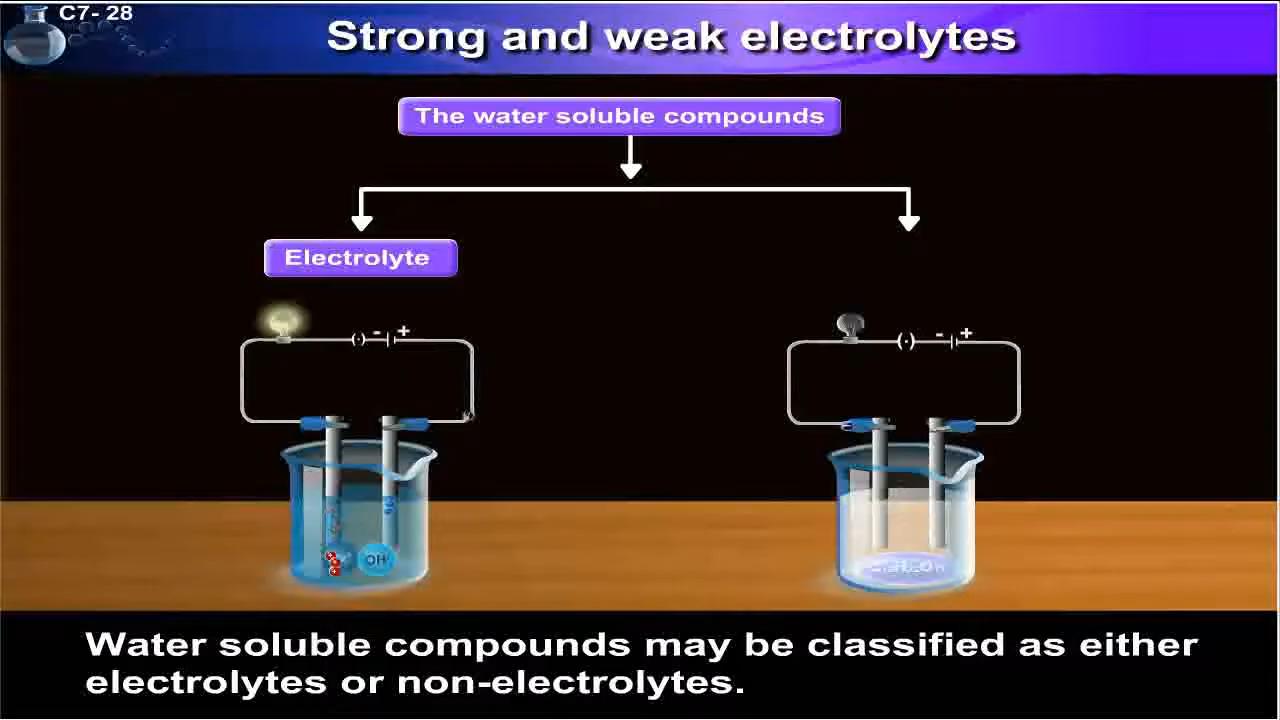 C7- 28
Strong and weak electrolytes
The water soluble compounds
Electrolyte
- +
- +
OH
Water soluble compounds may be classified as either
electrolytes or non-electrolytes.